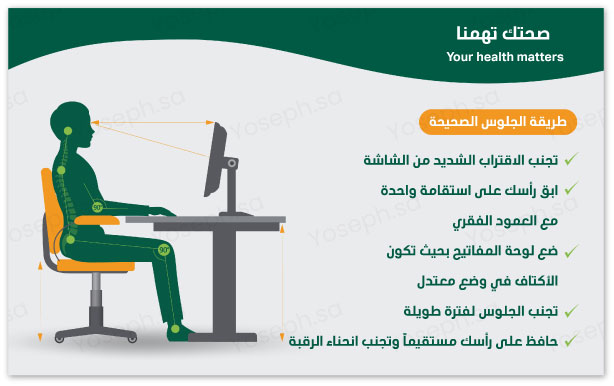 صحتك تهمنا
Your health matters
طريقة الجلوس الصحيحة
تجنب الاقتراب الشديد من الشاشة
ابق رأسك على استقامة واحدة
مع العمود الفقري
ضع لوحة المفاتيح بحيث تكون
الأكتاف في وضع معتدل
تجنب الجلوس لفترة طويلة
حافظ على رأسك مستقيماً وتجنب انحناء الرقبة
90°
90°
Yoseph.sa